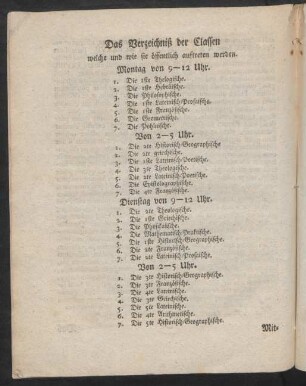 Das Verzeichniß der Classen
welche und wie sie öffentlich auftreten werden.
Montag von 9—12 Uhr.
1. Die 1ste Theologische.
2. Die 1ste Hebräische.
3. Die Philosophische.
4. Die 1ste Lateinisch-Prosaische.
5. Die 1ste Französische.
6. Die Geometrische.
7. Die Pohlnische.
Von 2—5 Uhr.
1. Die 2te Historisch-Geographische
2. Die 2te griechische.
3. Die 1ste Lateinisch-Poetische.
4. Die 3te Theologische.
5. Die 2te Lateinisch-Poetische.
6. Die Epistolographische.
7. Die 4te Französische.
Dienstag von 9—12 Uhr.
1. Die 2te Theologische.
2. Die 1ste Griechische.
3. Die Physikalische.
4. Die Mathematisch-Praktische.
5. Die 1ste Historisch-Geographische.
6. Die 2te Französische.
7. Die 2te Lateinisch-Prosaische.
Von 2—5 Uhr.
1. Die 3te Historisch-Geographische.
2. Die 3te Französische.
3. Die 3te Lateinische.
4. Die 3te Griechische.
5. Die 5te Lateinische.
6. Die 4te Arithmetische.
7. Die 5te Historisch-Geographische.
Mit-